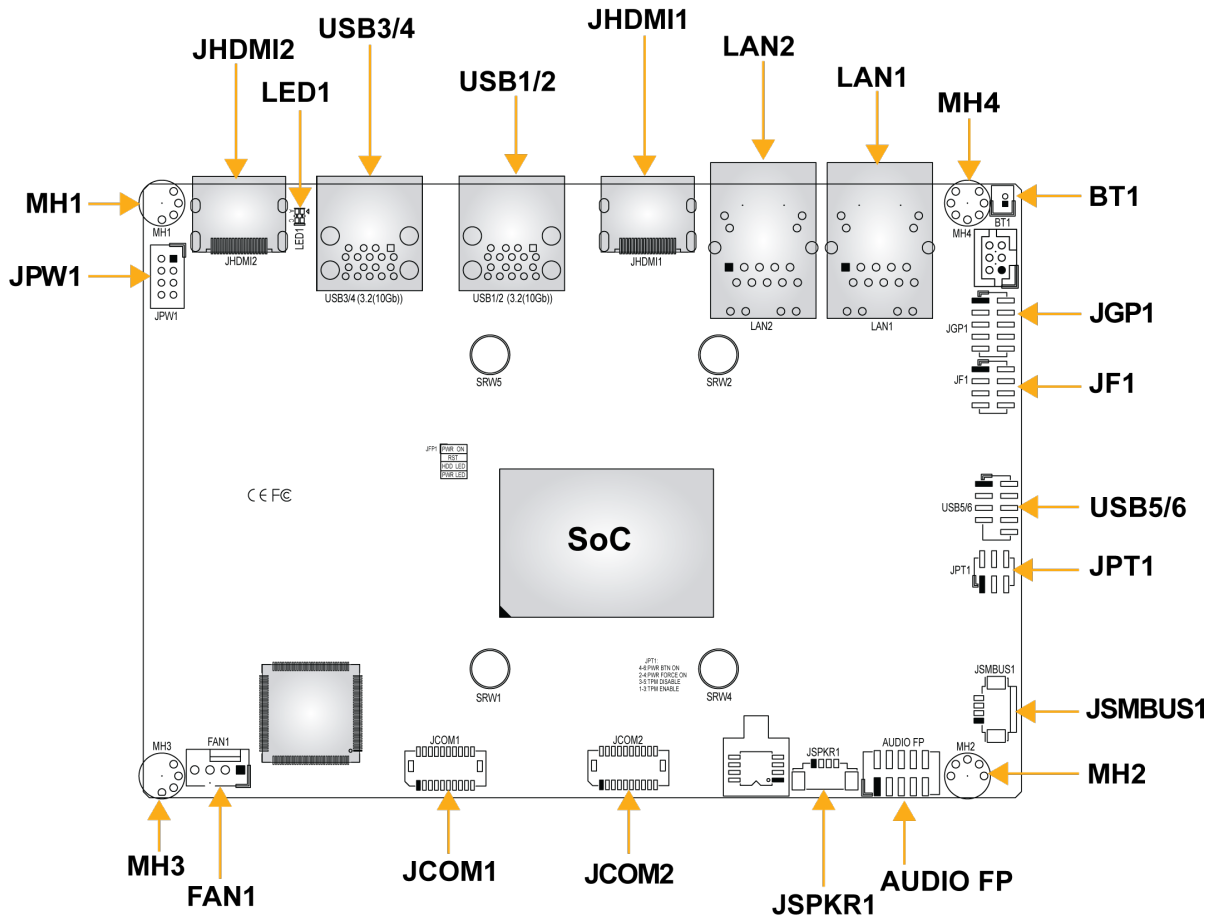 USB3/4
JHDMI2
JHDMI1
LAN2
LED1
USB1/2
LAN1
MH4
MH1
BT1
JPW1
JGP1
JF1
USB5/6
JPT1
JSMBUS1
MH2
MH3
FAN1
JCOM1
JCOM2
JSPKR1
AUDIO FP
SoC
MH1
JHDMI2
LED1
A
C
USB3/4 (3.2(10Gb))
USB1/2 (3.2(10Gb))
JHDMI1
LAN2
LAN1
MH4
BT1
JPW1
JGP1
SRW5
SRW2
JF1
JFP1
PWR ON
RST
HDD LED
PWR LED
CE FC
USB5/6
JPT1
JPT1
4-6:PWR BTN ON
2-4:PWR FORCE ON
3-5:TPM DISABLE
1-3:TPM ENABLE
SRW1
SRW4
JSMBUS1
MH3
FAN1
JCOM1
JCOM2
JSPKR1
AUDIO FP
MH2